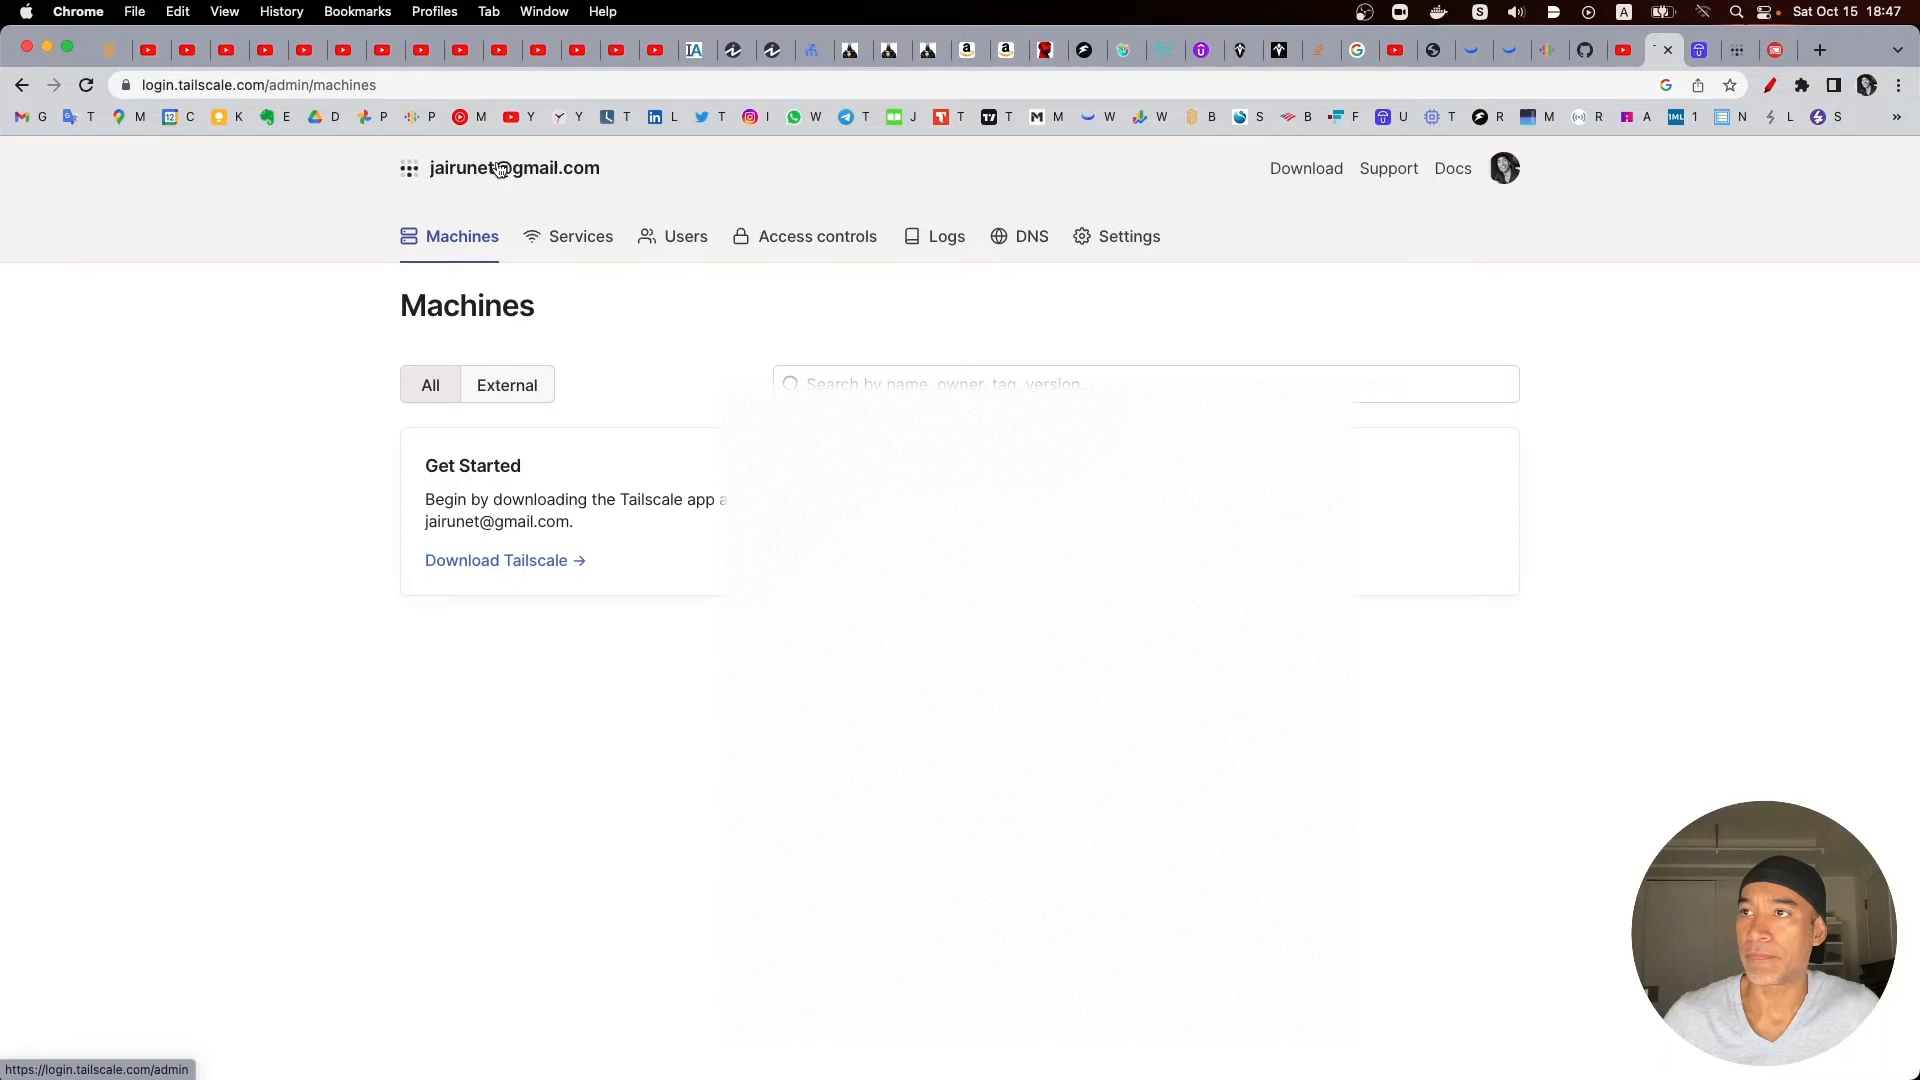 Chrome File Edit View History Bookmarks Profiles Tab Window Help Sat Oct 15 18:47
login.tailscale.com/admin/machines
G T M C K E D P P M Y Y T L T I W T J T T M W W B S B F U T R M R A 1 N L S
jairunet@gmail.com
Download Support Docs
Machines Services Users Access controls Logs DNS Settings
Machines
All External
Search by name, owner, tag, version...
Get Started
Begin by downloading the Tailscale app a
jairunet@gmail.com.
Download Tailscale →
https://login.tailscale.com/admin